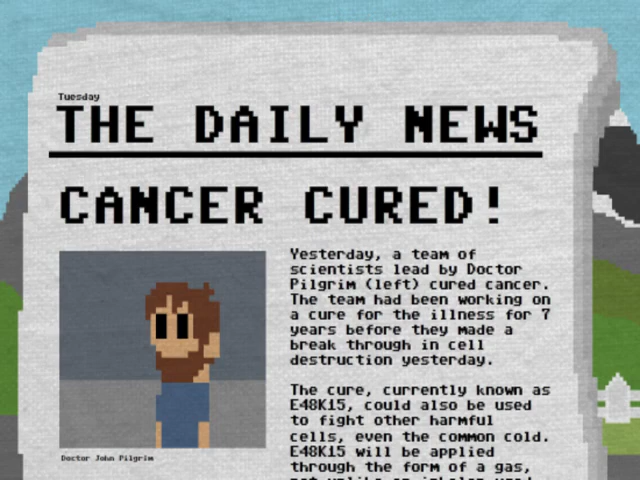 Tuesday
THE DAILY NEWS
CANCER CURED!
Yesterday, a team of
scientists lead by Doctor
Pilgrim (left) cured cancer.
The team had been working on
a cure for the illness for 7
years before they made a
break through in cell
destruction yesterday.
The cure, currently known as
E48K15, could also be used
to fight other harmful
cells, even the common cold.
E48K15 will be applied
through the form of a gas,
Doctor John Pilgrim